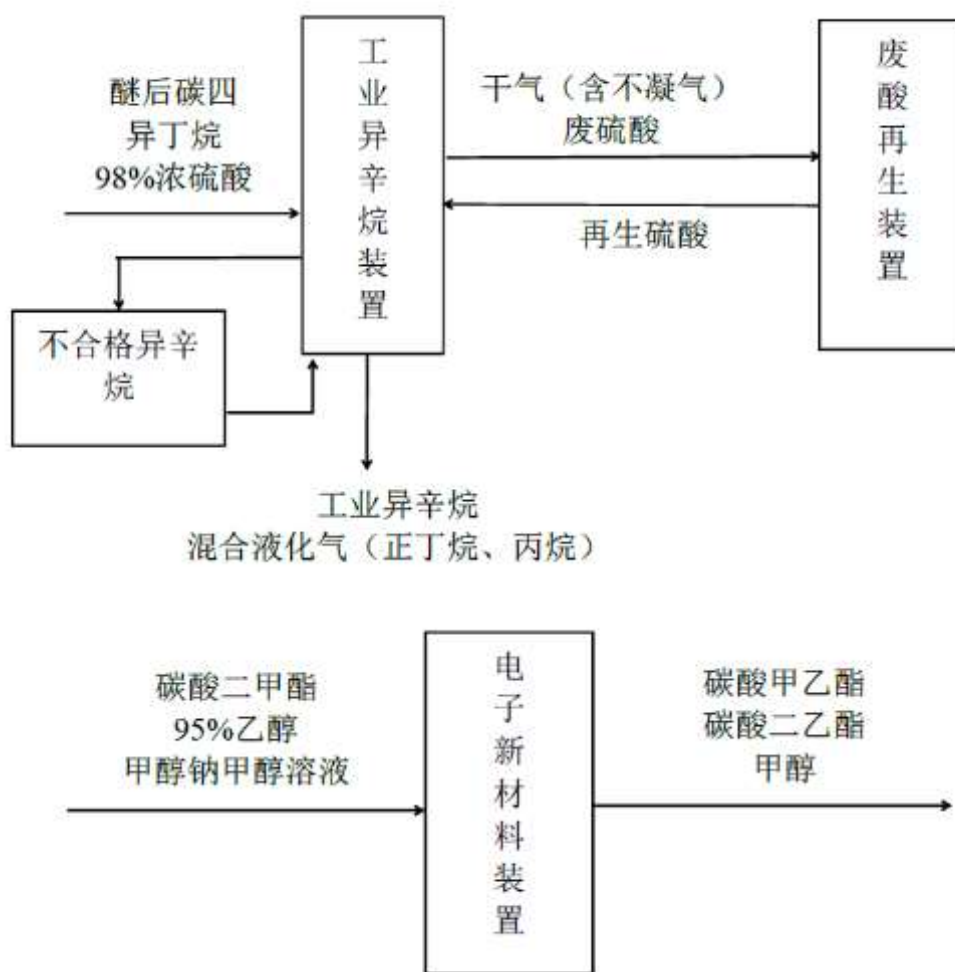 工业异辛烷装置
废酸再生装置
醚后碳四
异丁烷
98%浓硫酸
干气（含不凝气）
废硫酸
再生硫酸
不合格异辛
烷
工业异辛烷
混合液化气（正丁烷、丙烷）
碳酸二甲酯
95%乙醇
甲醇钠甲醇溶液
电子新材料装置
碳酸甲乙酯
碳酸二乙酯
甲醇